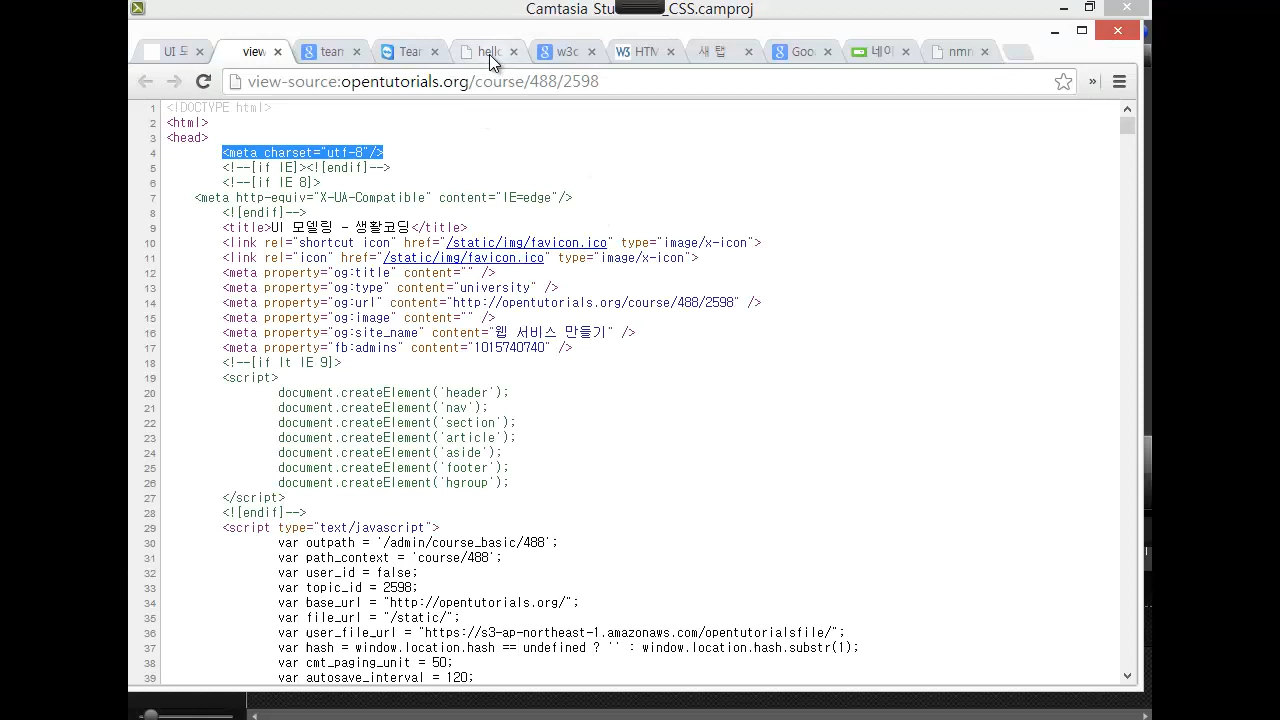 Camtasia Stu _CSS.camproj
UI 도 view team Tear hello w3c HTM 새 탭 Goo 네이 nmn
view-source:opentutorials.org/course/488/2598
1 <!DOCTYPE html>
2 <html>
3 <head>
4 <meta charset="utf-8"/>
5 <!--[if IE]><![endif]-->
6 <!--[if IE 8]>
7 <meta http-equiv="X-UA-Compatible" content="IE=edge"/>
8 <![endif]-->
9 <title>UI 모델링 - 생활코딩</title>
10 <link rel="shortcut icon" href="/static/img/favicon.ico" type="image/x-icon">
11 <link rel="icon" href="/static/img/favicon.ico" type="image/x-icon">
12 <meta property="og:title" content="" />
13 <meta property="og:type" content="university" />
14 <meta property="og:url" content="http://opentutorials.org/course/488/2598" />
15 <meta property="og:image" content="" />
16 <meta property="og:site_name" content="웹 서비스 만들기" />
17 <meta property="fb:admins" content="1015740740" />
18 <!--[if lt IE 9]>
19 <script>
20 document.createElement('header');
21 document.createElement('nav');
22 document.createElement('section');
23 document.createElement('article');
24 document.createElement('aside');
25 document.createElement('footer');
26 document.createElement('hgroup');
27 </script>
28 <![endif]-->
29 <script type="text/javascript">
30 var outpath = '/admin/course_basic/488';
31 var path_context = 'course/488';
32 var user_id = false;
33 var topic_id = 2598;
34 var base_url = "http://opentutorials.org/";
35 var file_url = "/static/";
36 var user_file_url = "http://s3-ap-northeast-1.amazonaws.com/opentutorialsfile/";
37 var hash = window.location.hash == undefined ? '' : window.location.hash.substr(1);
38 var cmt_paging_unit = 50;
39 var autosave_interval = 120;